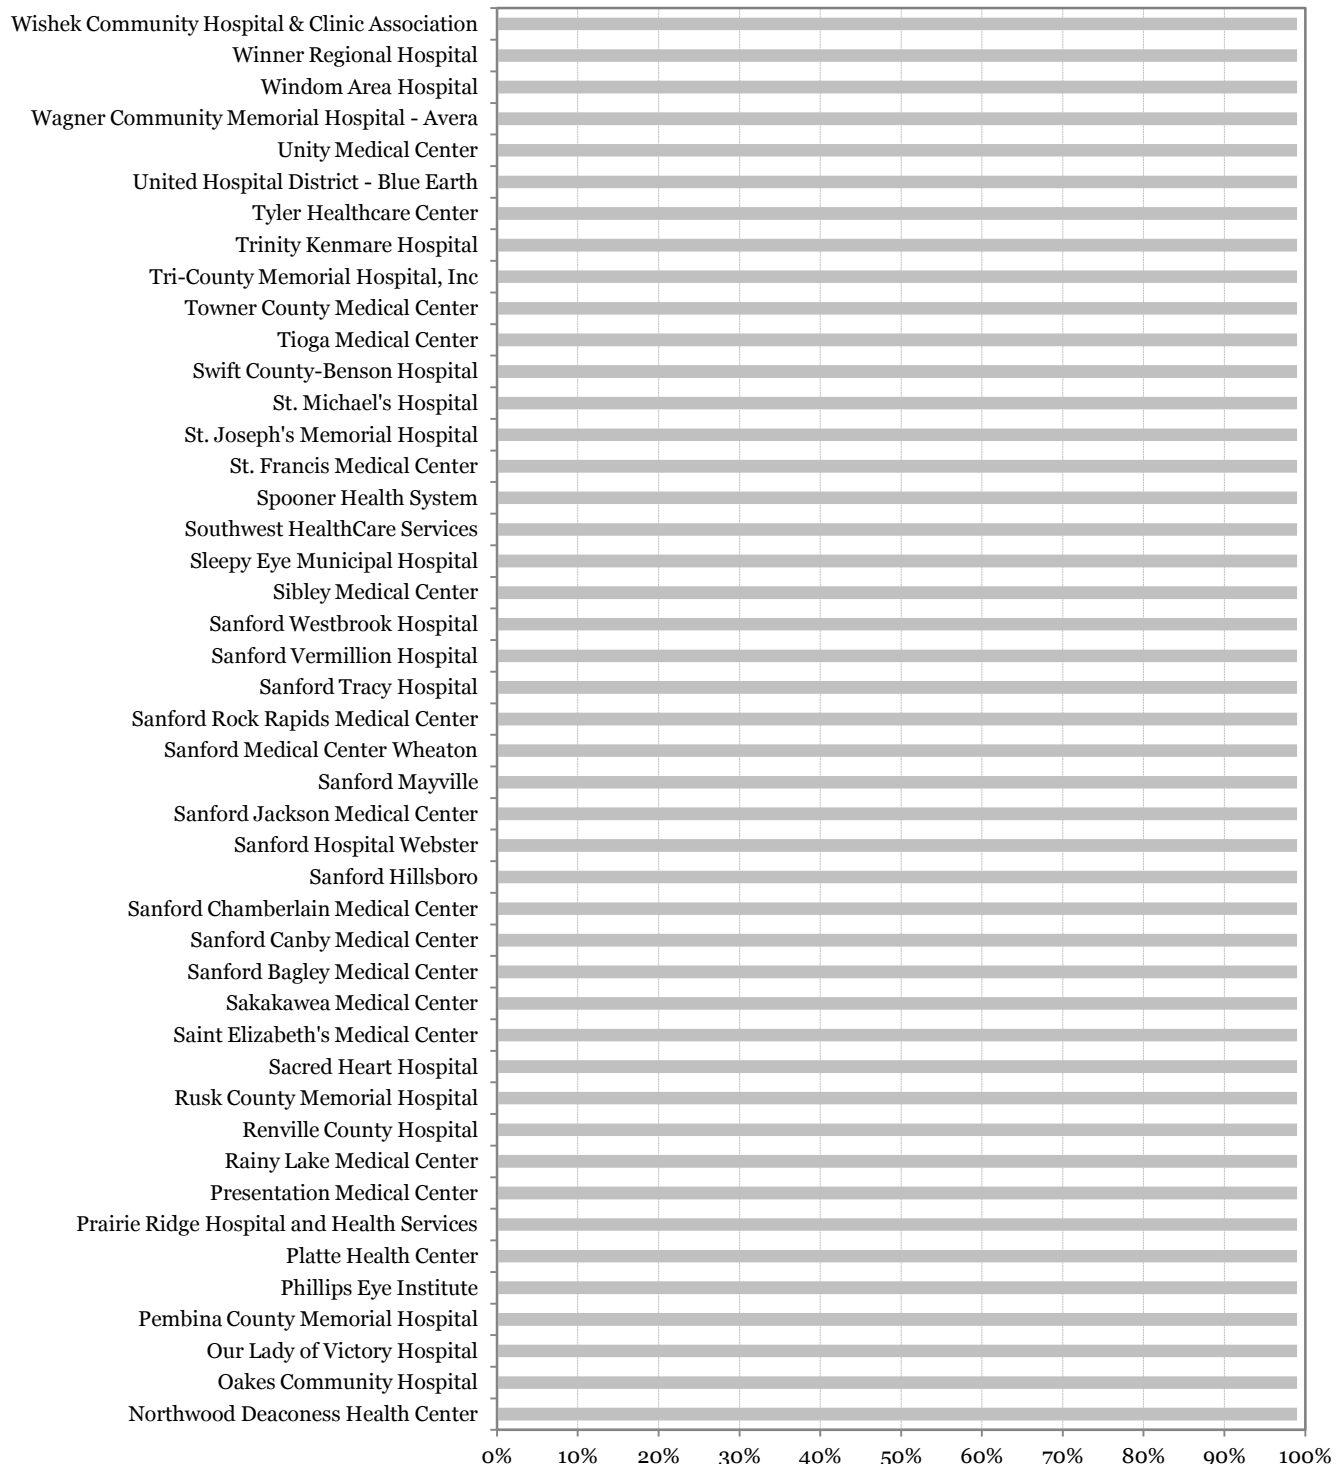 Wishek Community Hospital & Clinic Association
Winner Regional Hospital
Windom Area Hospital
Wagner Community Memorial Hospital - Avera
Unity Medical Center
United Hospital District - Blue Earth
Tyler Healthcare Center
Trinity Kenmare Hospital
Tri-County Memorial Hospital, Inc
Towner County Medical Center
Tioga Medical Center
Swift County-Benson Hospital
St. Michael's Hospital
St. Joseph's Memorial Hospital
St. Francis Medical Center
Spooner Health System
Southwest HealthCare Services
Sleepy Eye Municipal Hospital
Sibley Medical Center
Sanford Westbrook Hospital
Sanford Vermillion Hospital
Sanford Tracy Hospital
Sanford Rock Rapids Medical Center
Sanford Medical Center Wheaton
Sanford Mayville
Sanford Jackson Medical Center
Sanford Hospital Webster
Sanford Hillsboro
Sanford Chamberlain Medical Center
Sanford Canby Medical Center
Sanford Bagley Medical Center
Sakakawea Medical Center
Saint Elizabeth's Medical Center
Sacred Heart Hospital
Rusk County Memorial Hospital
Renville County Hospital
Rainy Lake Medical Center
Presentation Medical Center
Prairie Ridge Hospital and Health Services
Platte Health Center
Phillips Eye Institute
Pembina County Memorial Hospital
Our Lady of Victory Hospital
Oakes Community Hospital
Northwood Deaconess Health Center
0% 10% 20% 30% 40% 50% 60% 70% 80% 90% 100%